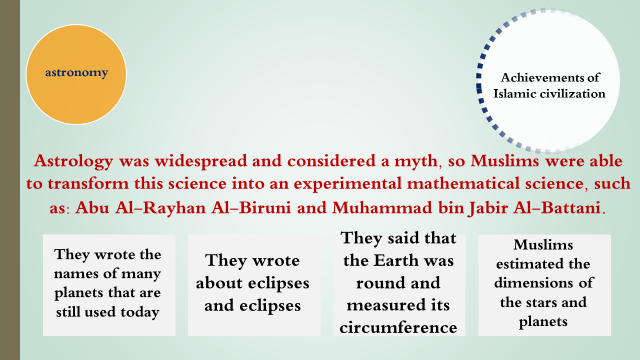 astronomy
Achievements of
Islamic civilization
Astrology was widespread and considered a myth, so Muslims were able
to transform this science into an experimental mathematical science, such
as: Abu Al-Rayhan Al-Biruni and Muhammad bin Jabir Al-Battani.
They wrote the
names of many
planets that are
still used today
They wrote
about eclipses
and eclipses
They said that
the Earth was
round and
measured its
circumference
Muslims
estimated the
dimensions of
the stars and
planets